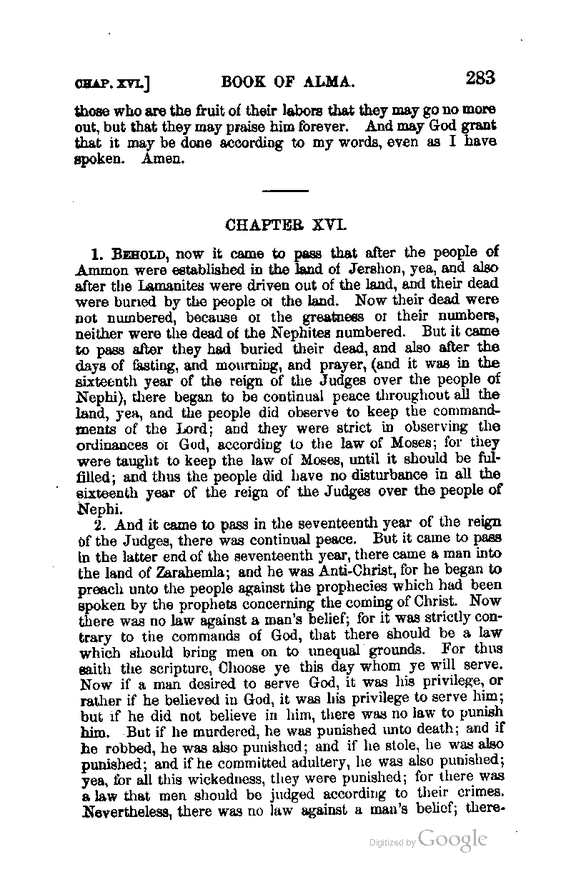 CHAP. XVI.] BOOK OF ALMA. 283
those who are the fruit of their labors that they may go no more
out, but that they may praise him forever. And may God grant
that it may be done according to my words, even as I have
spoken. Amen.
CHAPTER XVI.
1. BEHOLD, now it came to pass that after the people of
Ammon were established in the land of Jershon, yea, and also
after the Lamanites were driven out of the land, and their dead
were buried by the people of the land. Now their dead were
not numbered, because of the greatness of their numbers,
neither were the dead of the Nephites numbered. But it came
to pass after they had buried their dead, and also after the
days of fasting, and mourning, and prayer, (and it was in the
sixteenth year of the reign of the Judges over the people of
Nephi), there began to be continual peace throughout all the
land, yea, and the people did observe to keep the command-
ments of the Lord; and they were strict in observing the
ordinances of God, according to the law of Moses; for they
were taught to keep the law of Moses, until it should be ful-
filled; and thus the people did have no disturbance in all the
sixteenth year of the reign of the Judges over the people of
Nephi.
2. And it came to pass in the seventeenth year of the reign
of the Judges, there was continual peace. But it came to pass
in the latter end of the seventeenth year, there came a man into
the land of Zarahemla; and he was Anti-Christ, for he began to
preach unto the people against the prophecies which had been
spoken by the prophets concerning the coming of Christ. Now
there was no law against a man's belief; for it was strictly con-
trary to the commands of God, that there should be a law
which should bring men on to unequal grounds. For thus
saith the scripture, Choose ye this day whom ye will serve.
Now if a man desired to serve God, it was his privilege, or
rather if he believed in God, it was his privilege to serve him;
but if he did not believe in him, there was no law to punish
him. But if he murdered, he was punished unto death; and if
he robbed, he was also punished; and if he stole, he was also
punished; and if he committed adultery, he was also punished;
yea, for all this wickedness, they were punished; for there was
a law that men should be judged according to their crimes.
Nevertheless, there was no law against a man's belief; there-
Digitized by Google